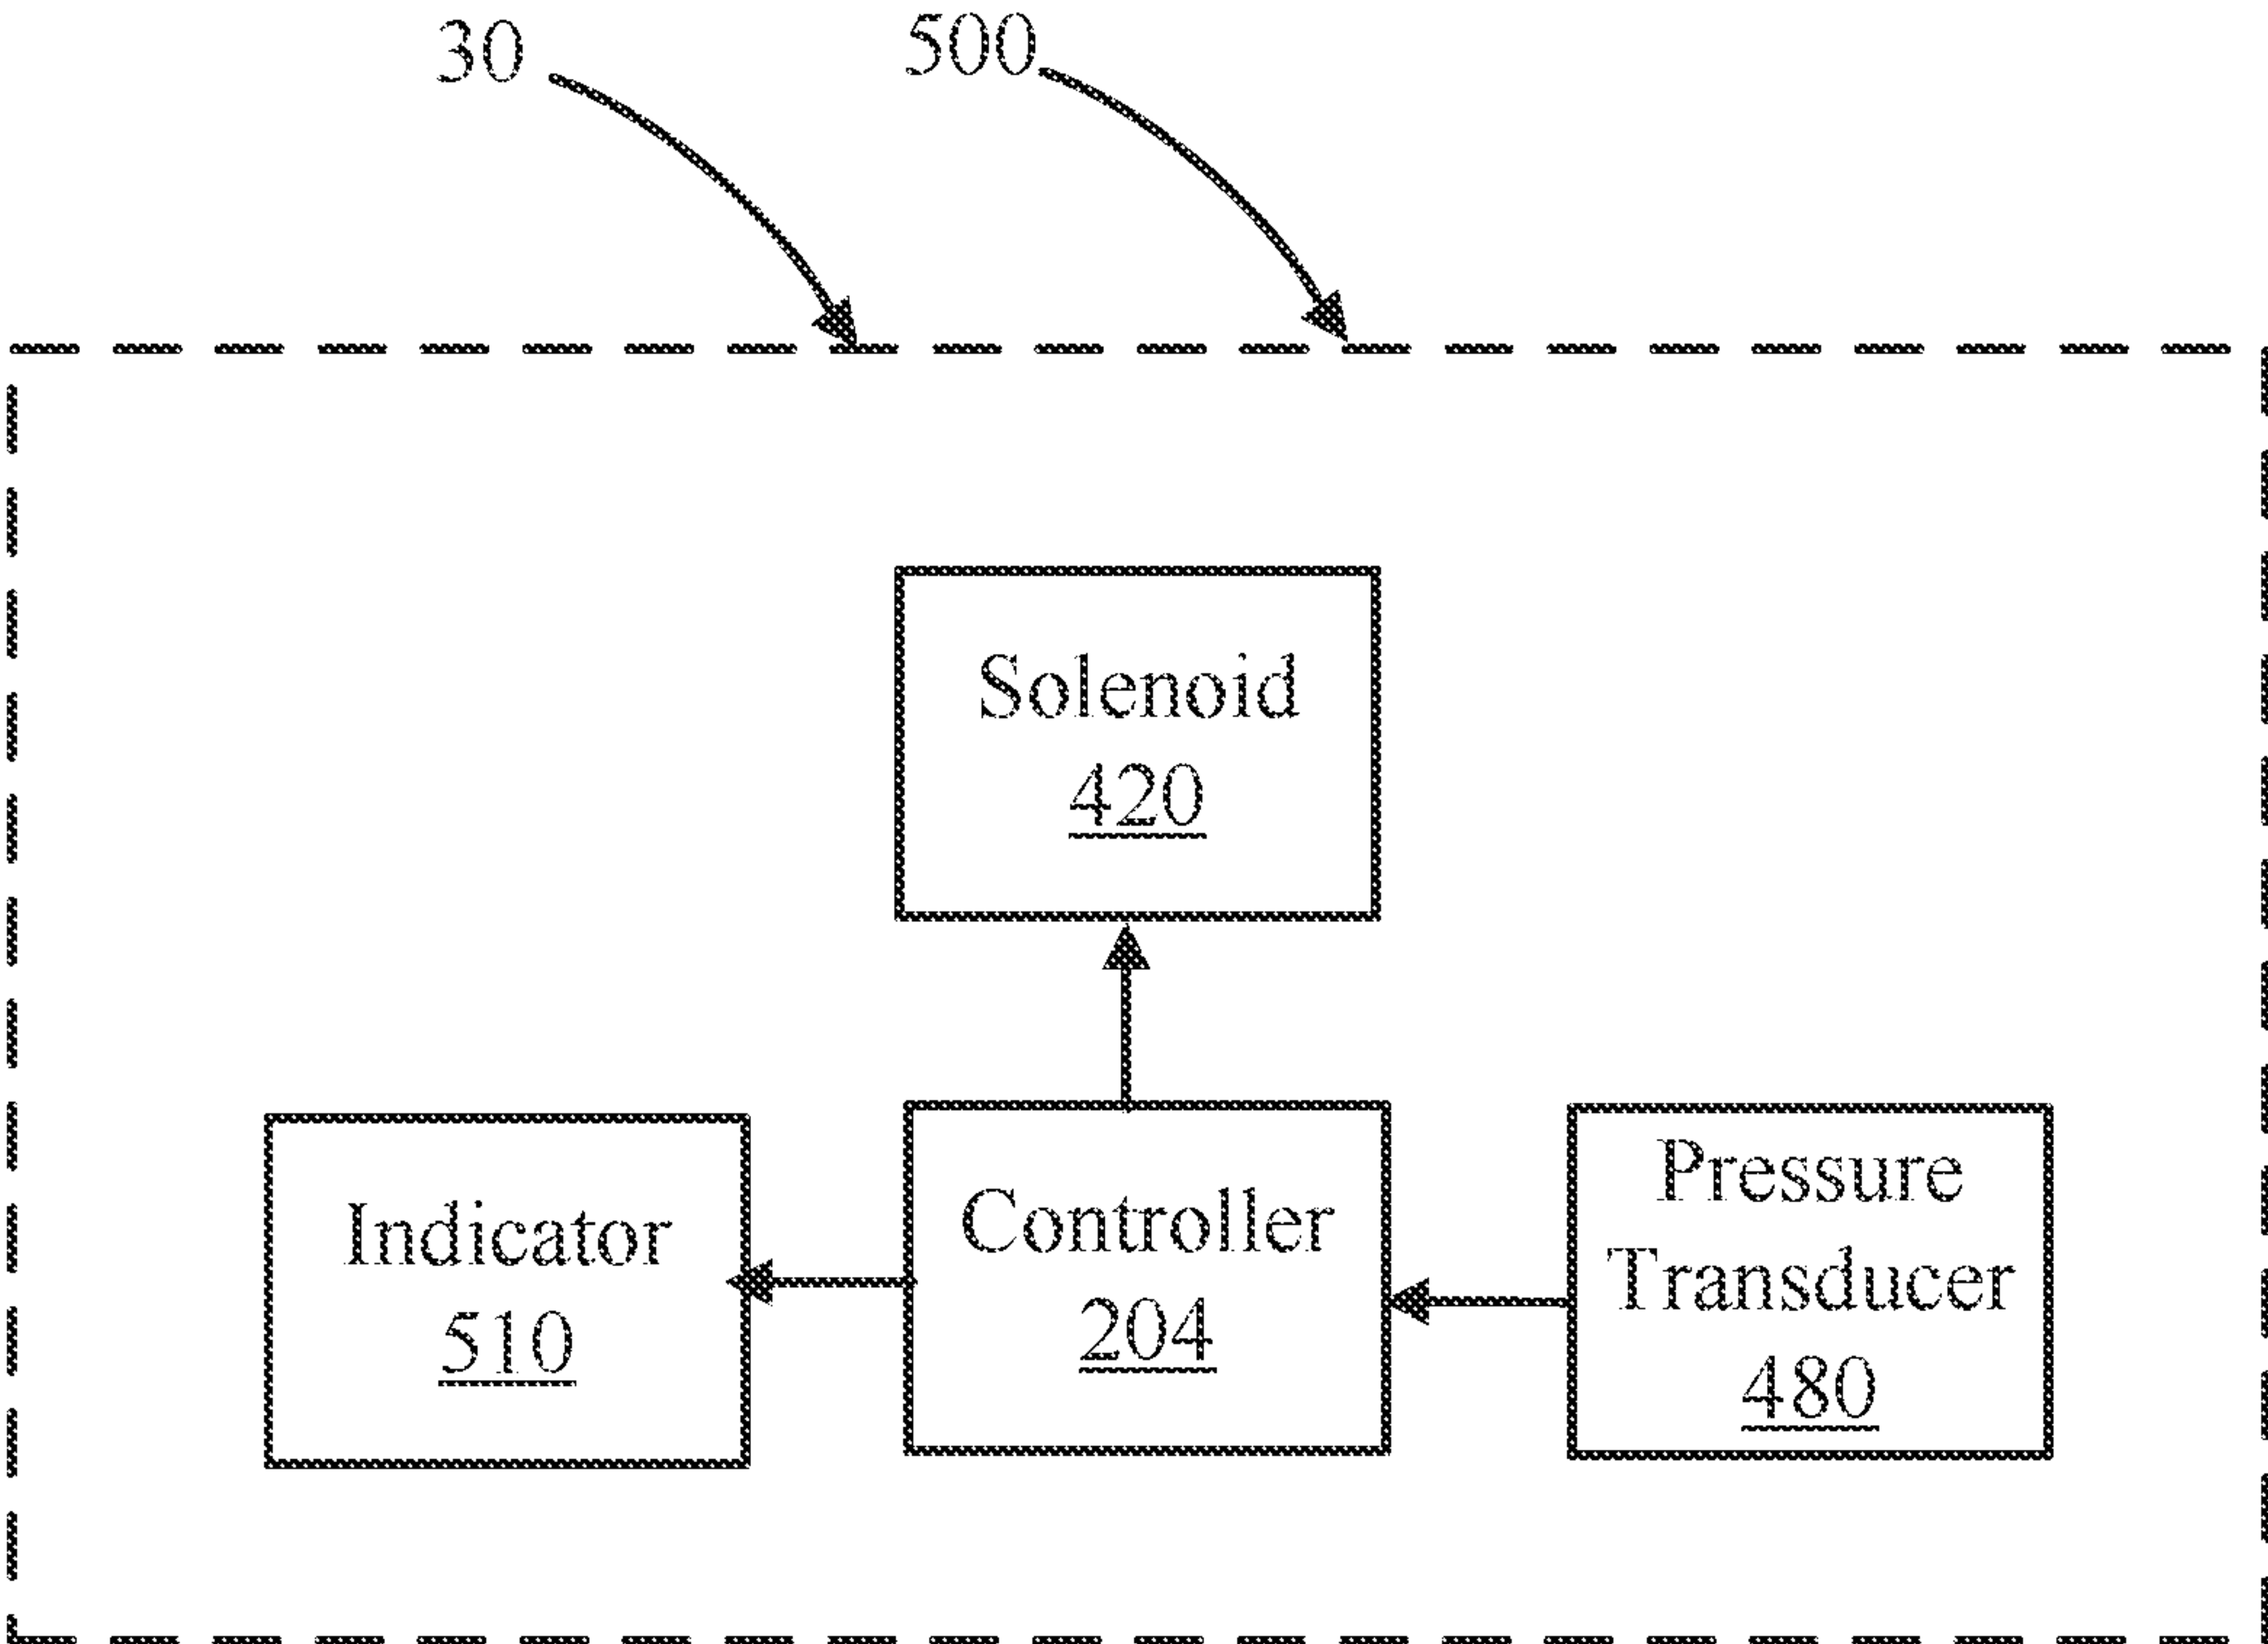 30
500
Solenoid
420
Indicator
510
Controller
204
Pressure
Transducer
480